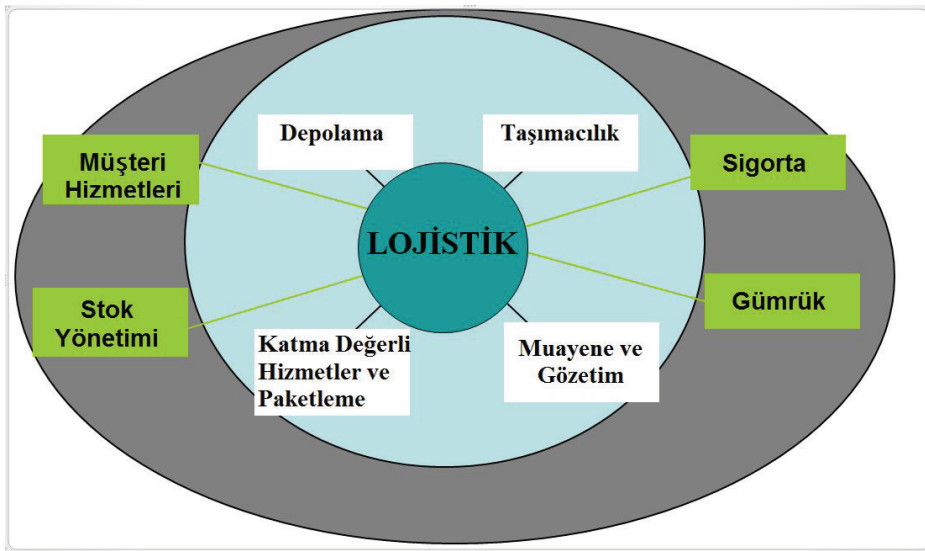 Depolama
Taşımacılık
Müşteri
Hizmetleri
Sigorta
LOJİSTİK
Stok
Yönetimi
Gümrük
Katma Değerli
Hizmetler ve
Paketleme
Muayene ve
Gözetim